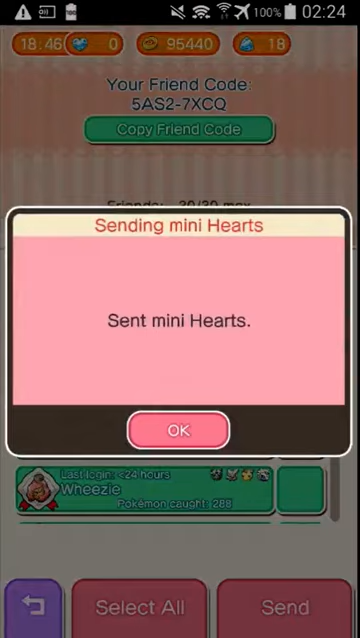 100% 02:24
18:46 0 95440 18
Your Friend Code:
5AS2-7XCQ
Copy Friend Code
Friends: 30/30 max
Sending mini Hearts
Sent mini Hearts.
OK
Last login: <24 hours
Wheezie
Pokémon caught: 288
Select All
Send